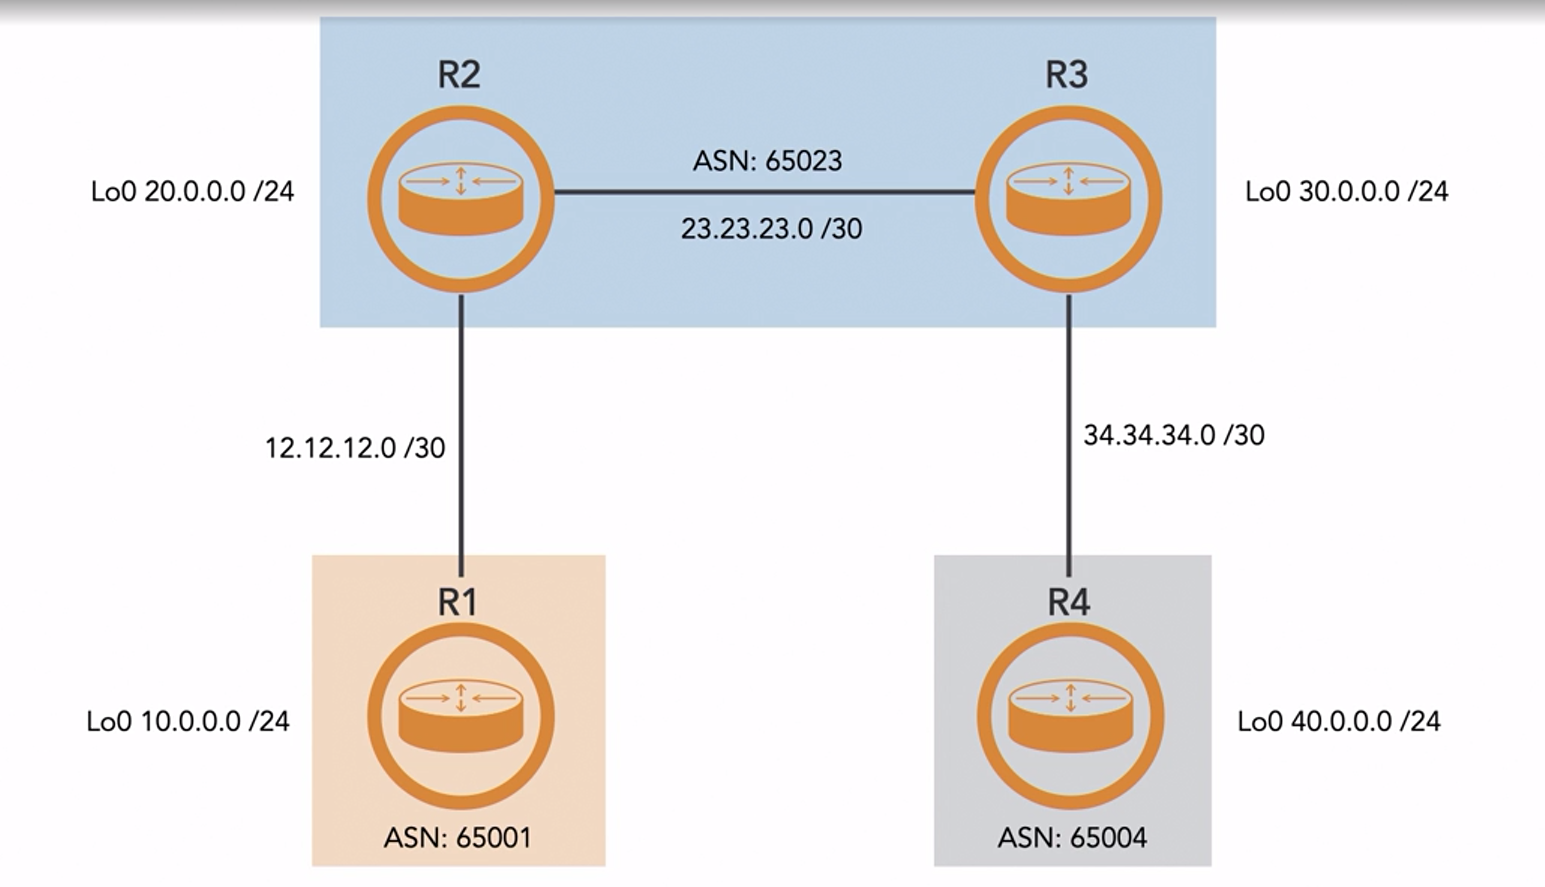 R2
R3
ASN: 65023
Lo0 20.0.0.0 /24
Lo0 30.0.0.0 /24
23.23.23.0 /30
12.12.12.0 /30
34.34.34.0 /30
R1
R4
Lo0 10.0.0.0 /24
Lo0 40.0.0.0 /24
ASN: 65001
ASN: 65004